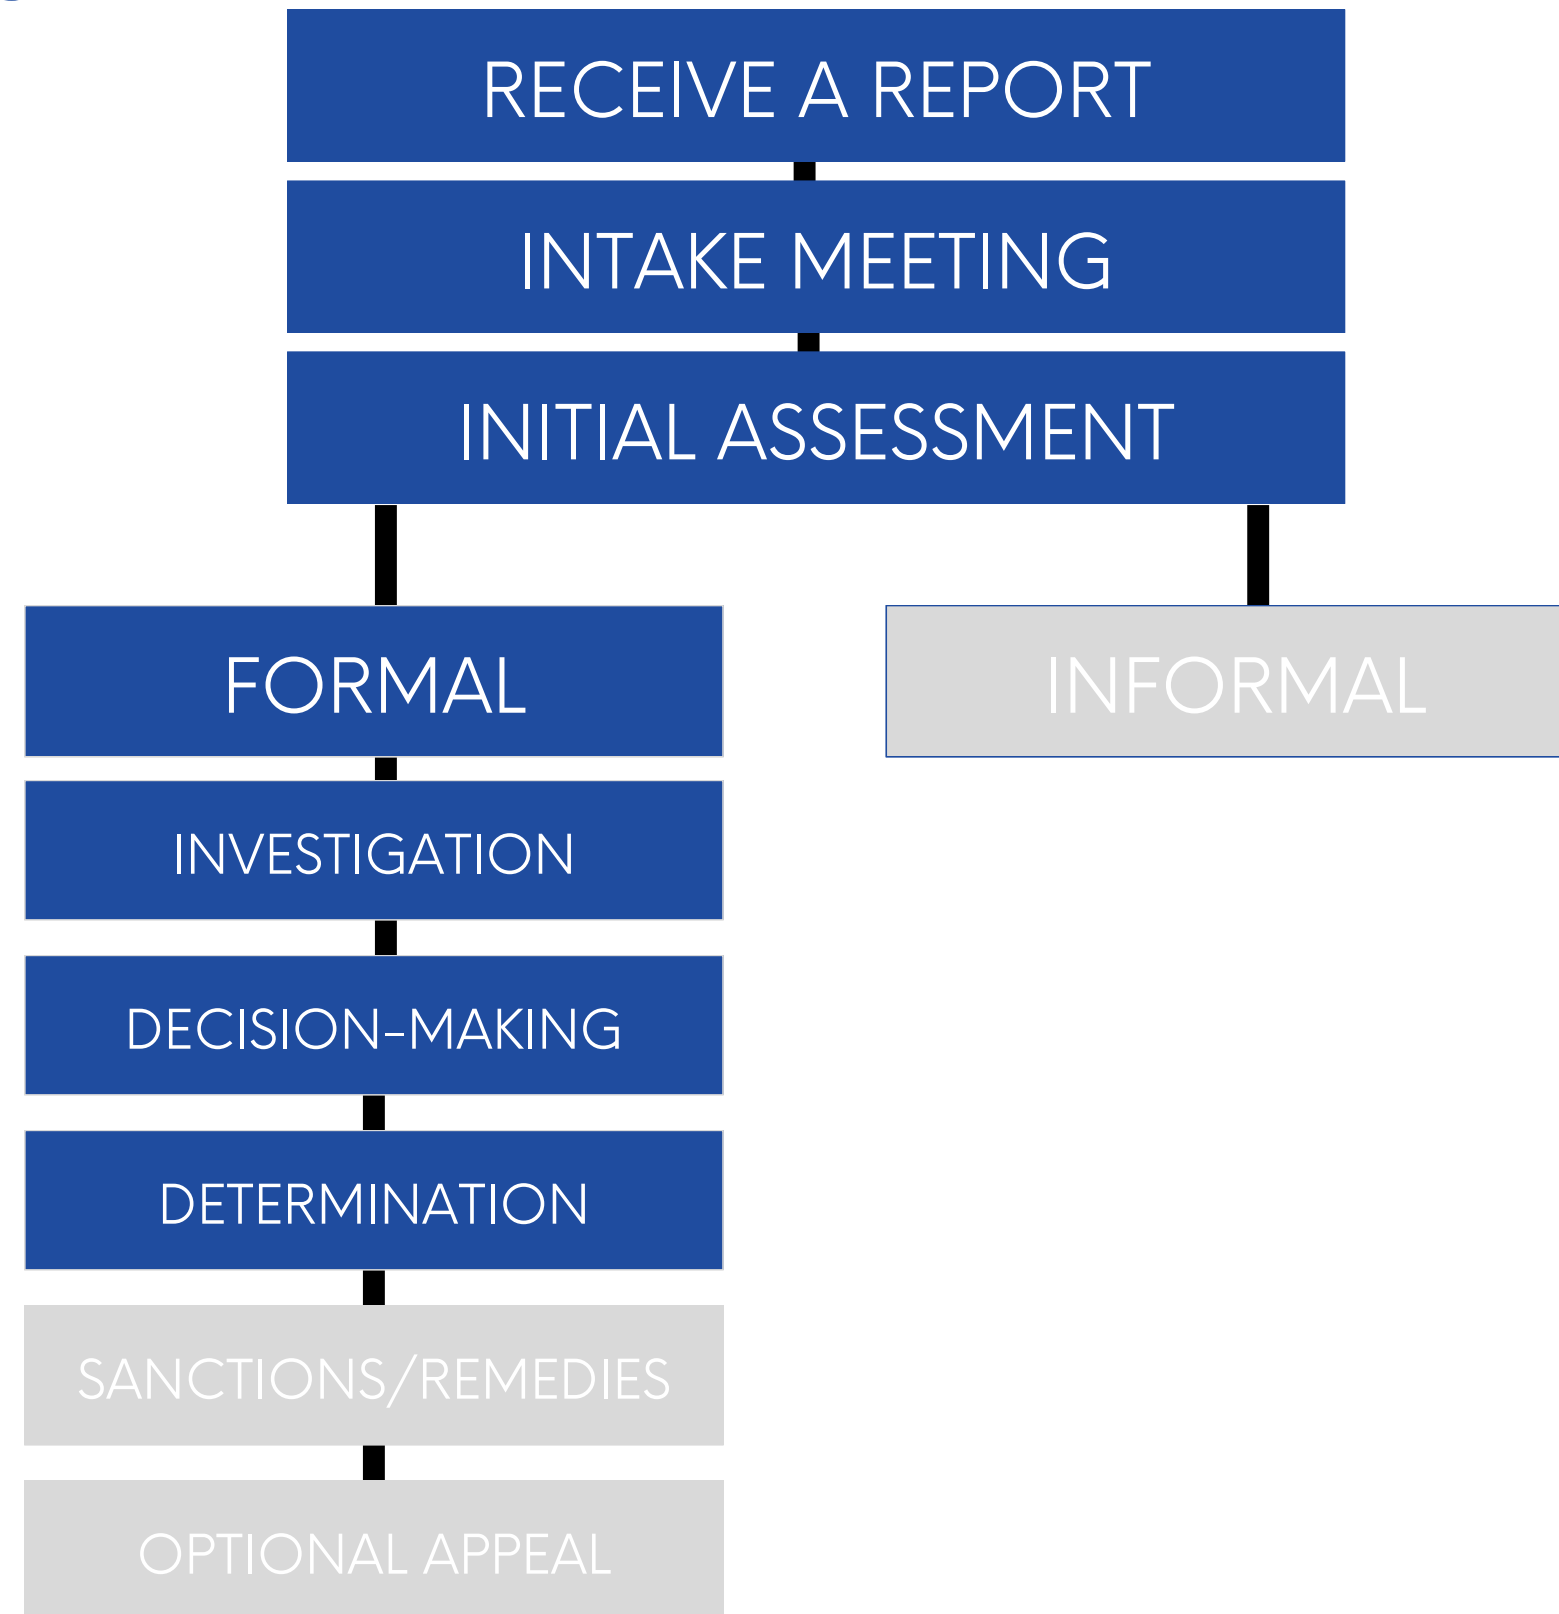 RECEIVE A REPORT
INTAKE MEETING
INITIAL ASSESSMENT
FORMAL
INFORMAL
INVESTIGATION
DECISION-MAKING
DETERMINATION
SANCTIONS/REMEDIES
OPTIONAL APPEAL